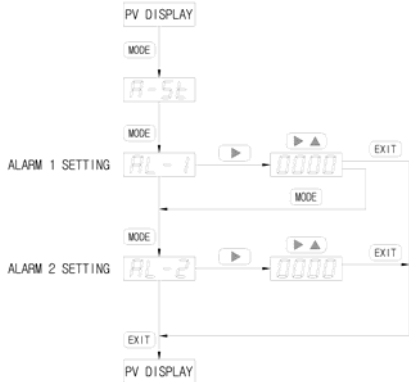 PV DISPLAY
MODE
A-St
MODE
▶ ▲
EXIT
ALARM 1 SETTING
AL-1
▶
0000
MODE
MODE
▶ ▲
EXIT
ALARM 2 SETTING
AL-2
▶
0000
EXIT
PV DISPLAY